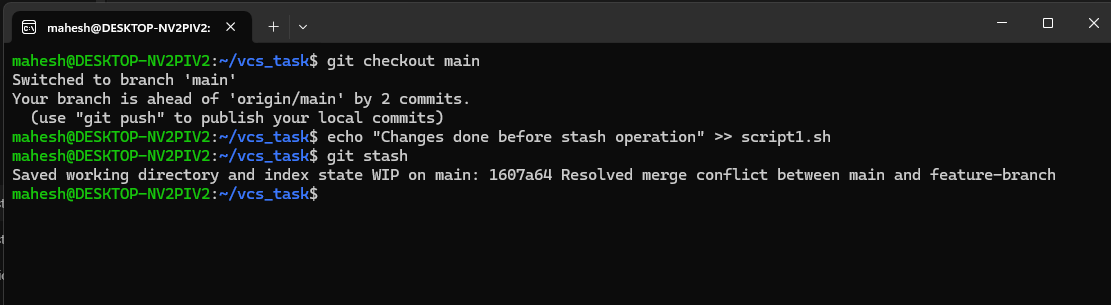 mahesh@DESKTOP-NV2PIV2:
mahesh@DESKTOP-NV2PIV2:~/vcs_task$ git checkout main
Switched to branch 'main'
Your branch is ahead of 'origin/main' by 2 commits.
  (use "git push" to publish your local commits)
mahesh@DESKTOP-NV2PIV2:~/vcs_task$ echo "Changes done before stash operation" >> script1.sh
mahesh@DESKTOP-NV2PIV2:~/vcs_task$ git stash
Saved working directory and index state WIP on main: 1607a64 Resolved merge conflict between main and feature-branch
mahesh@DESKTOP-NV2PIV2:~/vcs_task$